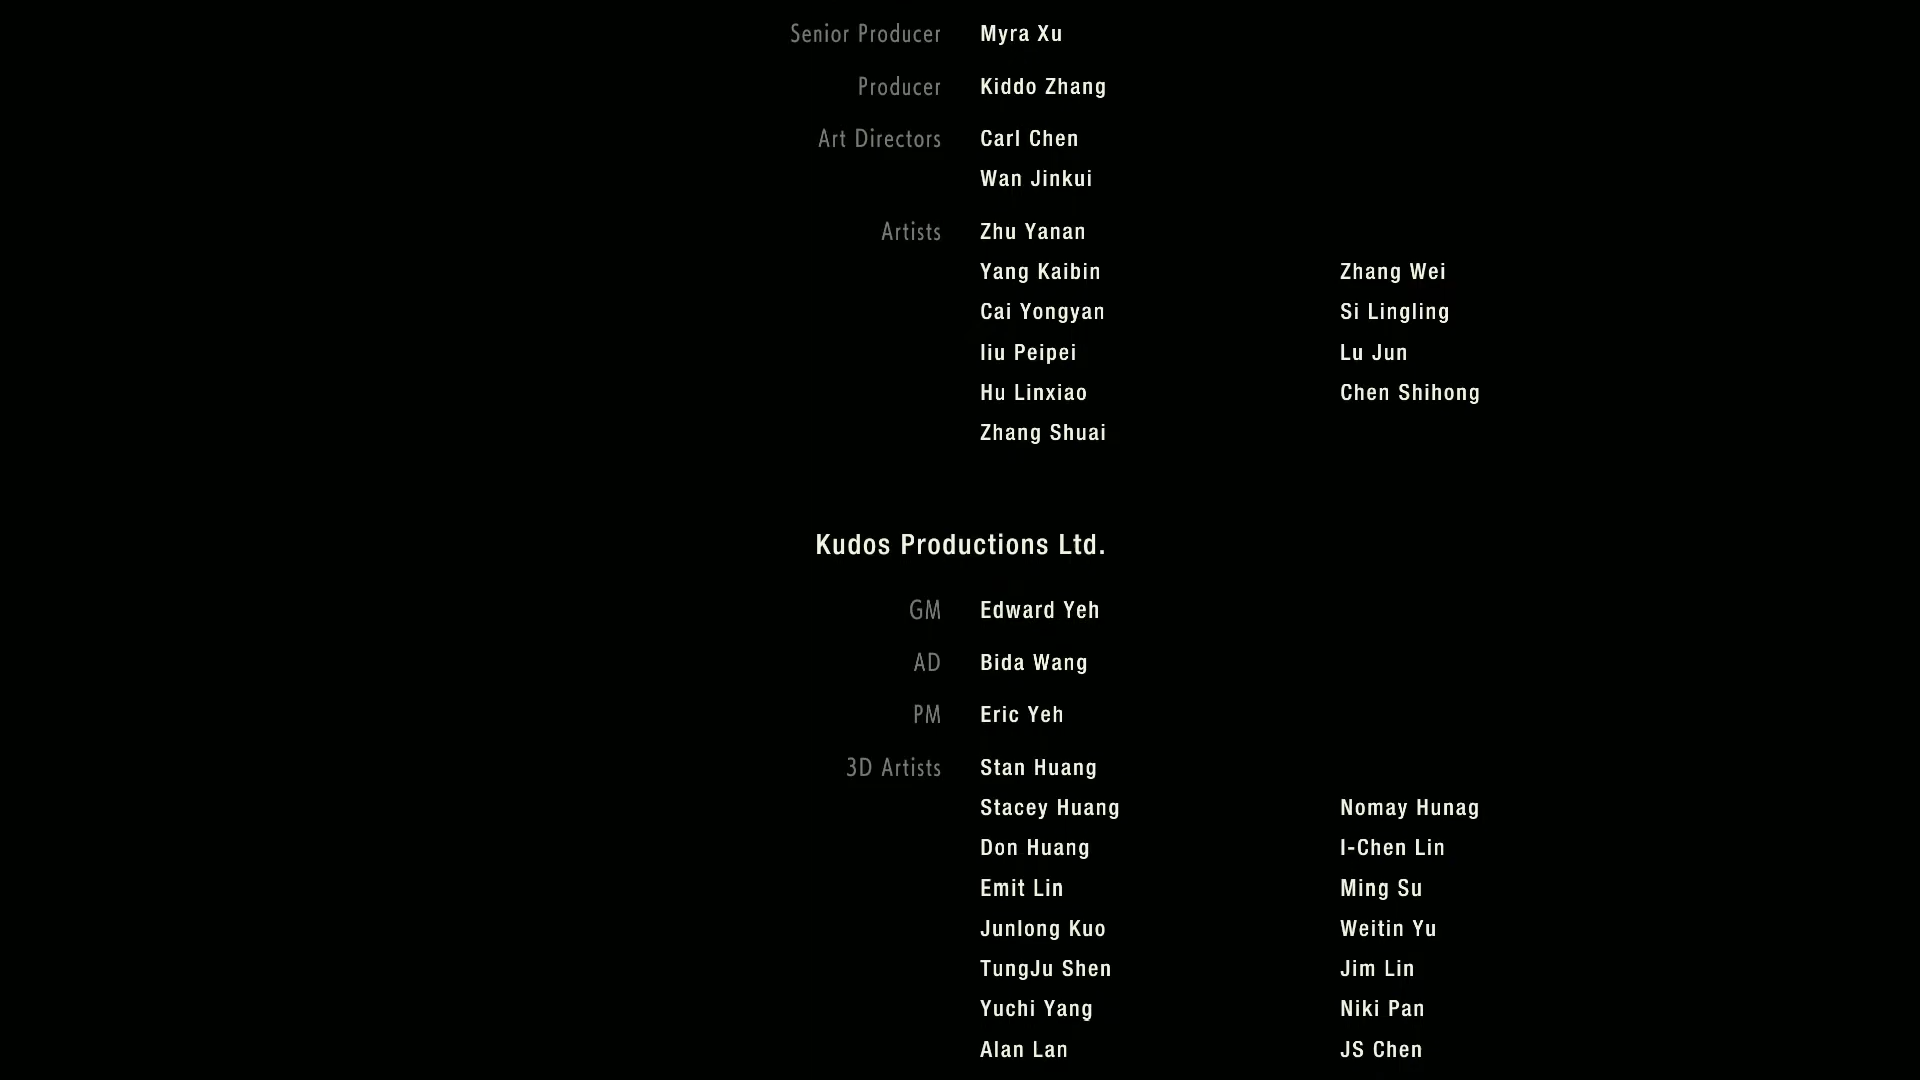 Senior Producer Myra Xu
Producer Kiddo Zhang
Art Directors Carl Chen
Wan Jinkui
Artists Zhu Yanan
Yang Kaibin Zhang Wei
Cai Yongyan Si Lingling
liu Peipei Lu Jun
Hu Linxiao Chen Shihong
Zhang Shuai
Kudos Productions Ltd.
GM Edward Yeh
AD Bida Wang
PM Eric Yeh
3D Artists Stan Huang
Stacey Huang Nomay Hunag
Don Huang I-Chen Lin
Emit Lin Ming Su
Junlong Kuo Weitin Yu
TungJu Shen Jim Lin
Yuchi Yang Niki Pan
Alan Lan JS Chen